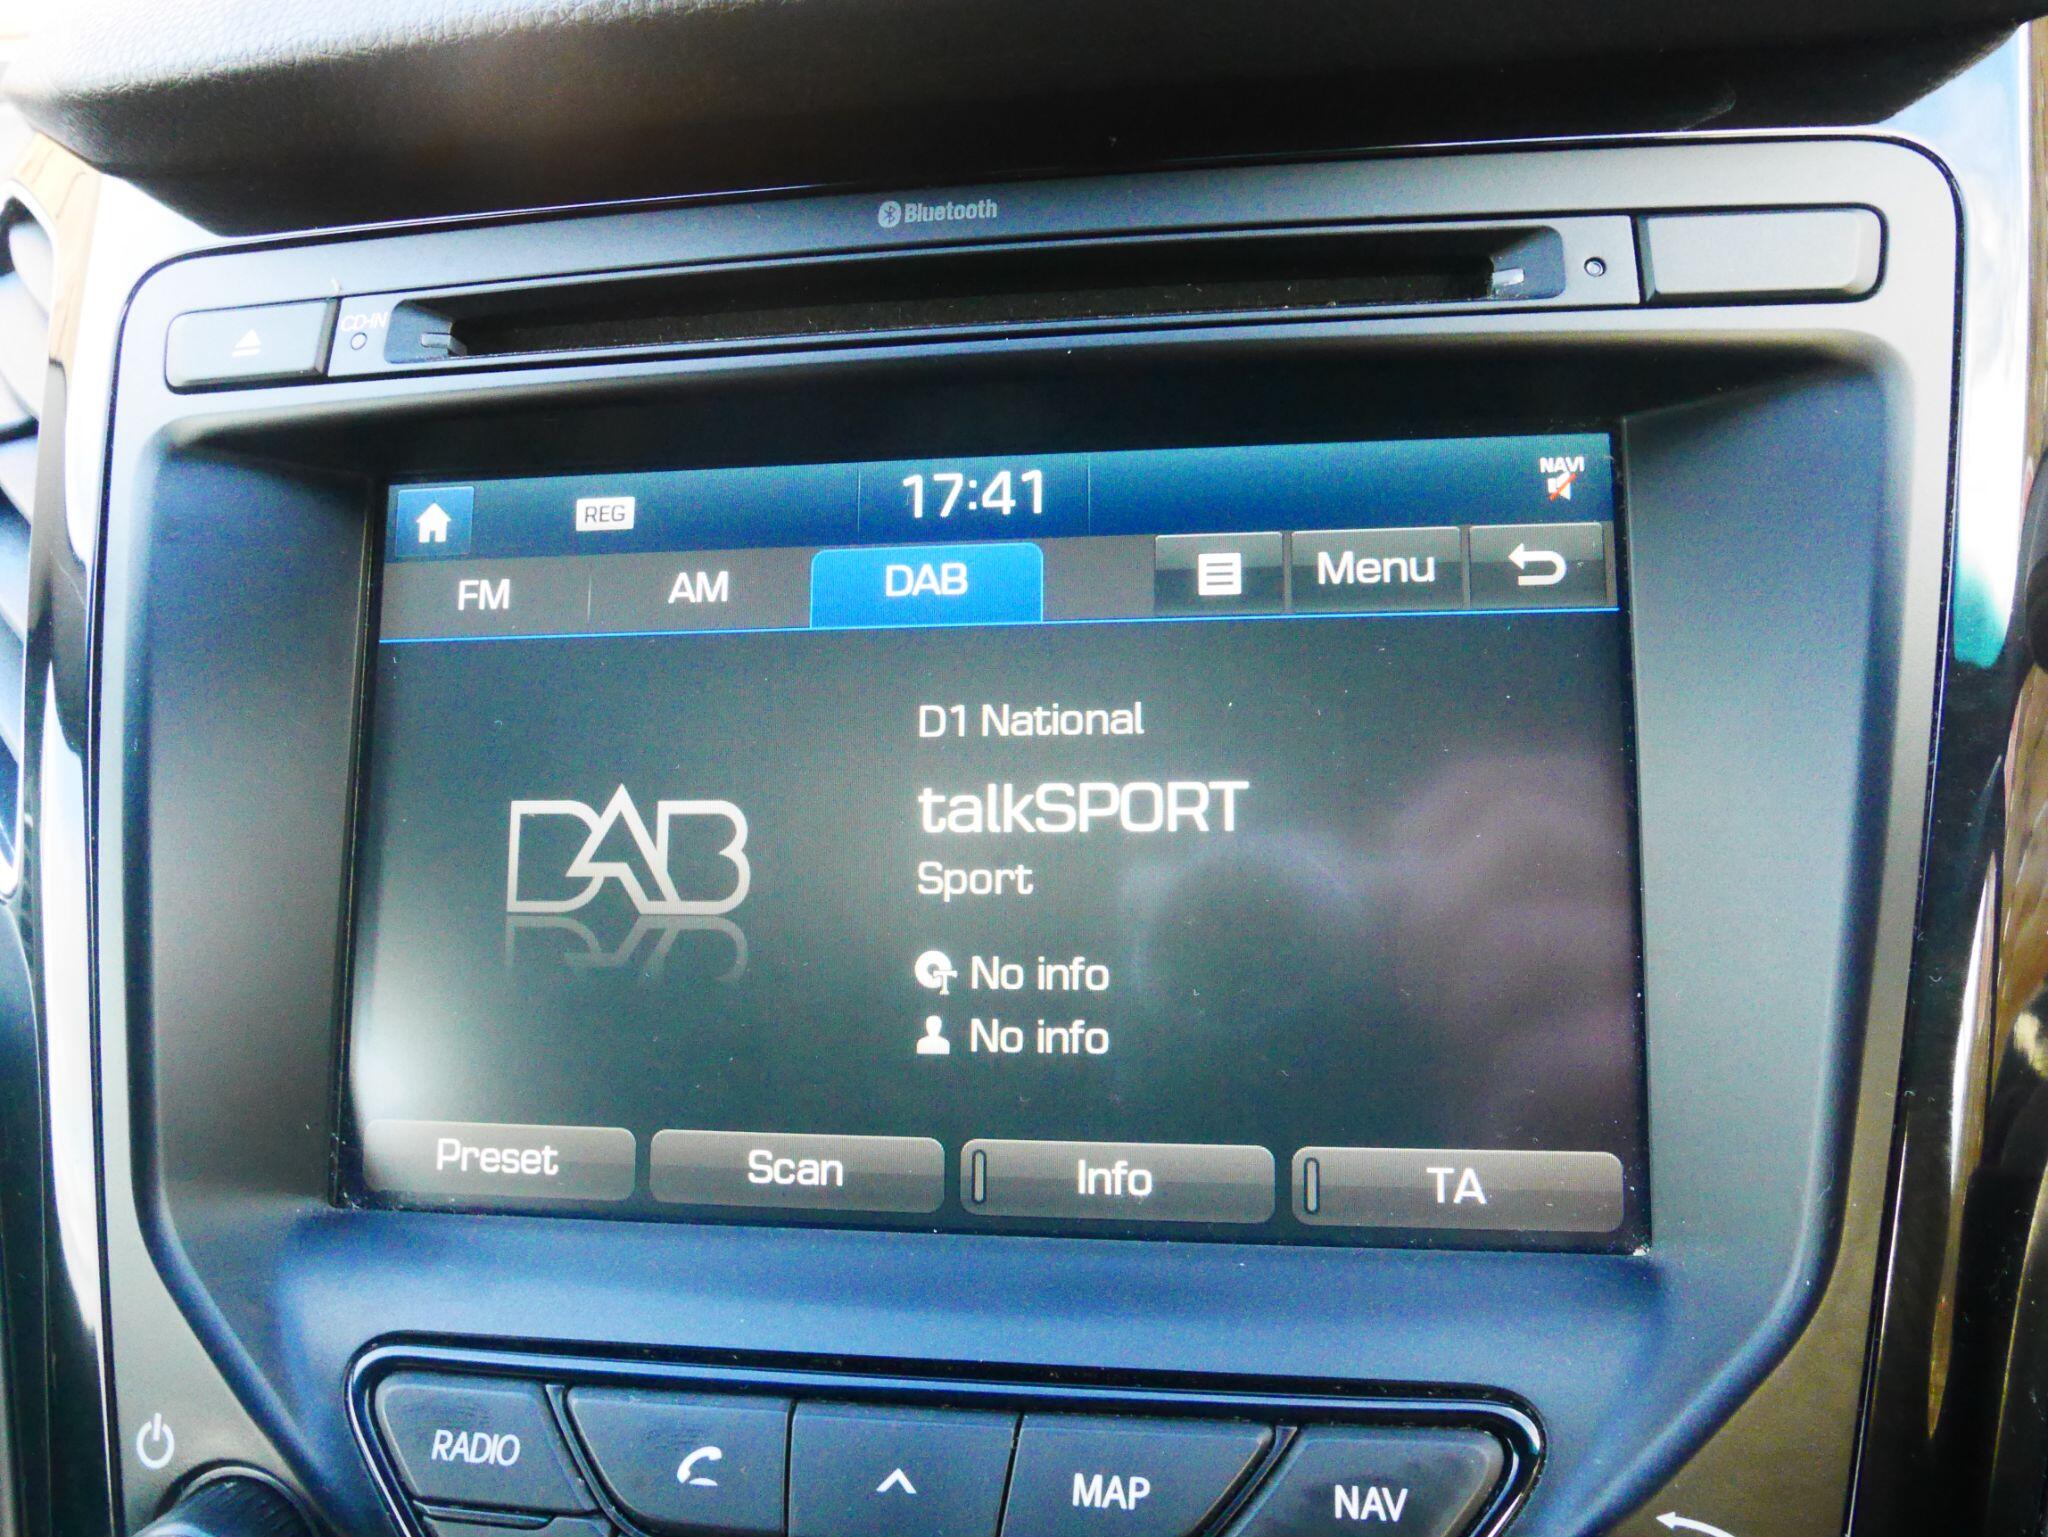 Bluetooth
CD-IN
REG
17:41
NAVI
FM
AM
DAB
Menu
D1 National
DAB
talkSPORT
Sport
No info
No info
Preset
Scan
Info
TA
RADIO
MAP
NAV